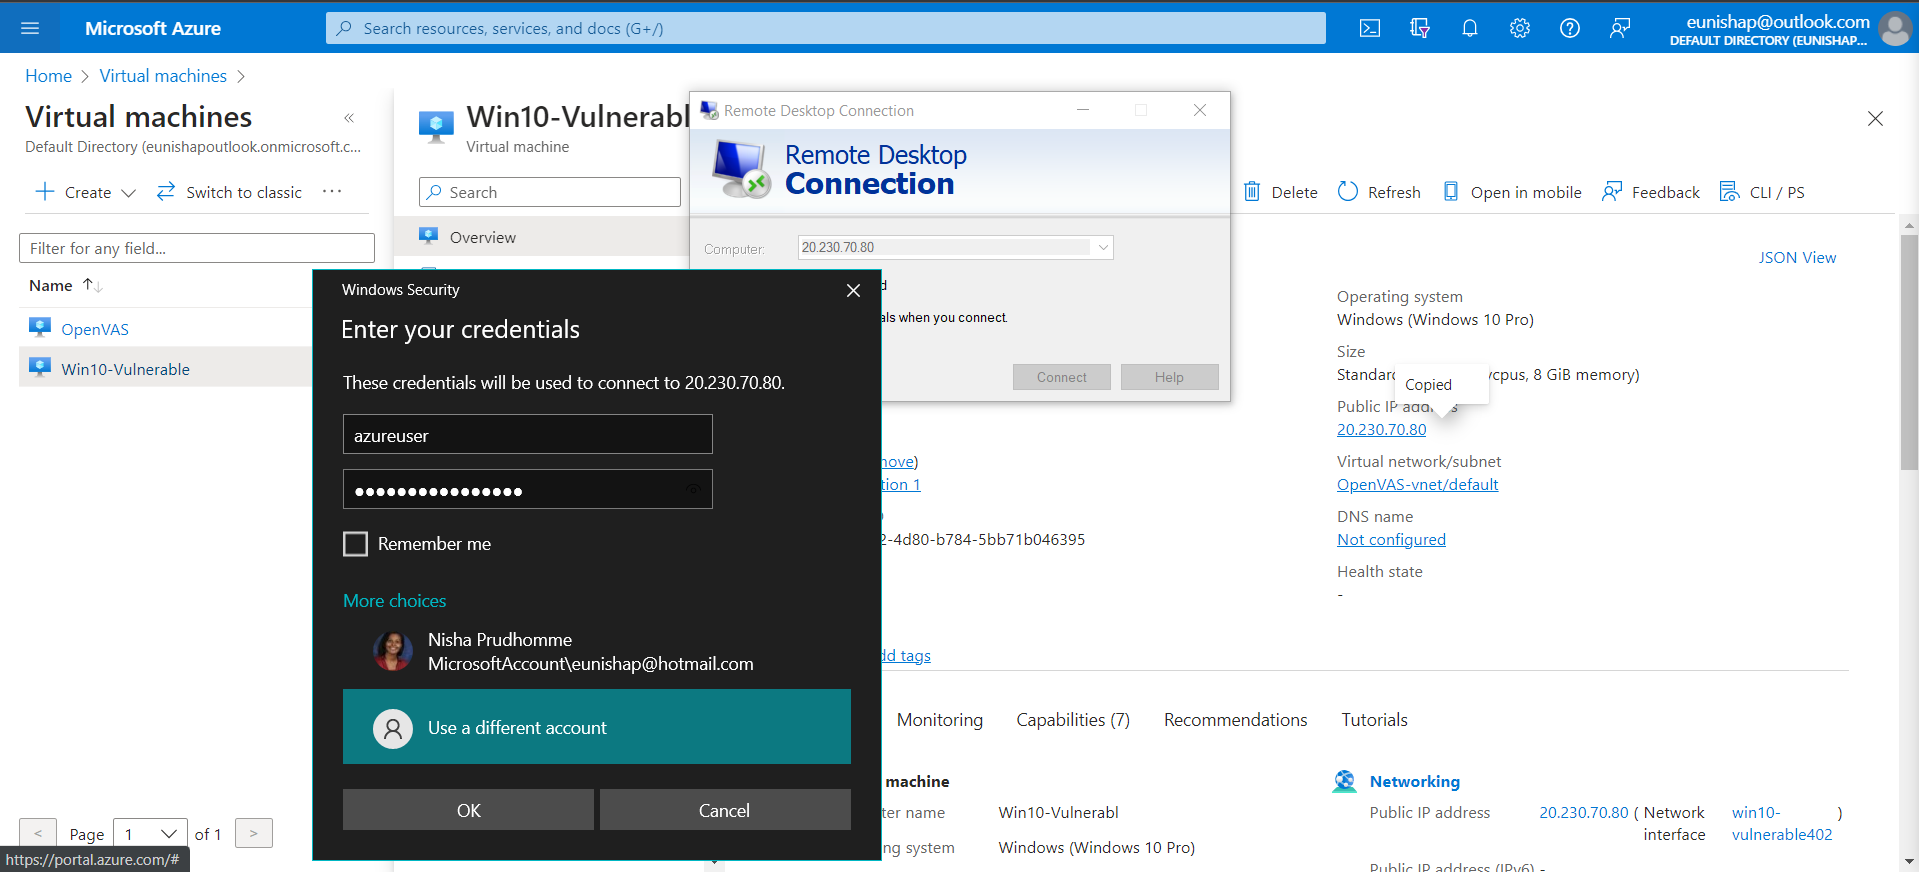 Microsoft Azure
Search resources, services, and docs (G+/)
eunishap@outlook.com
DEFAULT DIRECTORY (EUNISHAP...
Home > Virtual machines >
Virtual machines
«
Default Directory (eunishapoutlook.onmicrosoft.c...
Create
Switch to classic
...
Filter for any field...
Name
OpenVAS
Win10-Vulnerable
< Page 1 of 1 >
https://portal.azure.com/#
Win10-Vulnerabl
Virtual machine
Search
Overview
Remote Desktop Connection
Remote Desktop
Connection
Computer: 20.230.70.80
als when you connect.
Connect
Help
Windows Security
Enter your credentials
These credentials will be used to connect to 20.230.70.80.
azureuser
Remember me
More choices
Nisha Prudhomme
MicrosoftAccount\eunishap@hotmail.com
Use a different account
OK
Cancel
Delete
Refresh
Open in mobile
Feedback
CLI / PS
JSON View
Operating system
Windows (Windows 10 Pro)
Size
Standard vcpus, 8 GiB memory)
Copied
Public IP address
20.230.70.80
Virtual network/subnet
OpenVAS-vnet/default
DNS name
Not configured
Health state
-
move)
tion 1
2-4d80-b784-5bb71b046395
dd tags
Monitoring
Capabilities (7)
Recommendations
Tutorials
machine
ter name Win10-Vulnerabl
ng system Windows (Windows 10 Pro)
Networking
Public IP address 20.230.70.80 ( Network interface win10-vulnerable402 )
Public IP address (IPv6) -